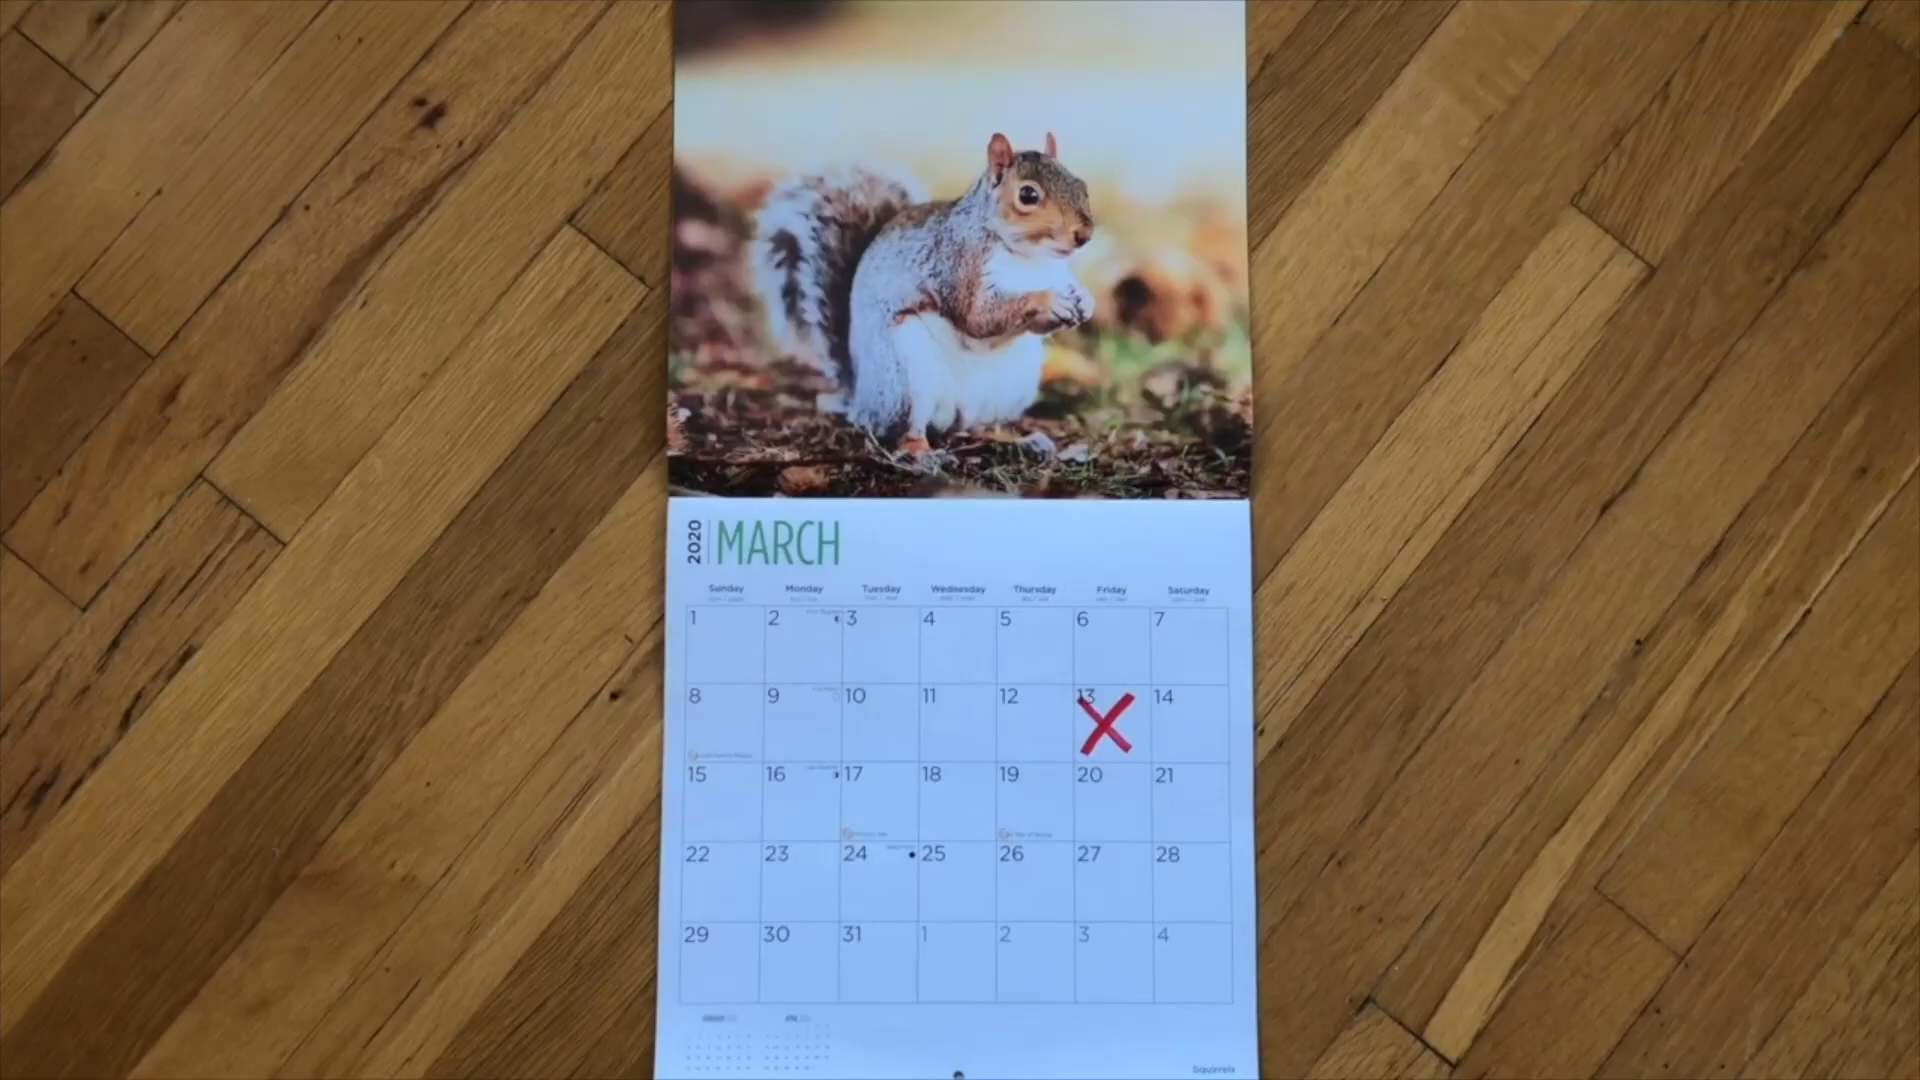 2020 MARCH
Sunday Monday Tuesday Wednesday Thursday Friday Saturday
1 2 3 4 5 6 7
8 9 10 11 12 13 14
15 16 17 18 19 20 21
22 23 24 25 26 27 28
29 30 31 1 2 3 4
Squirrels